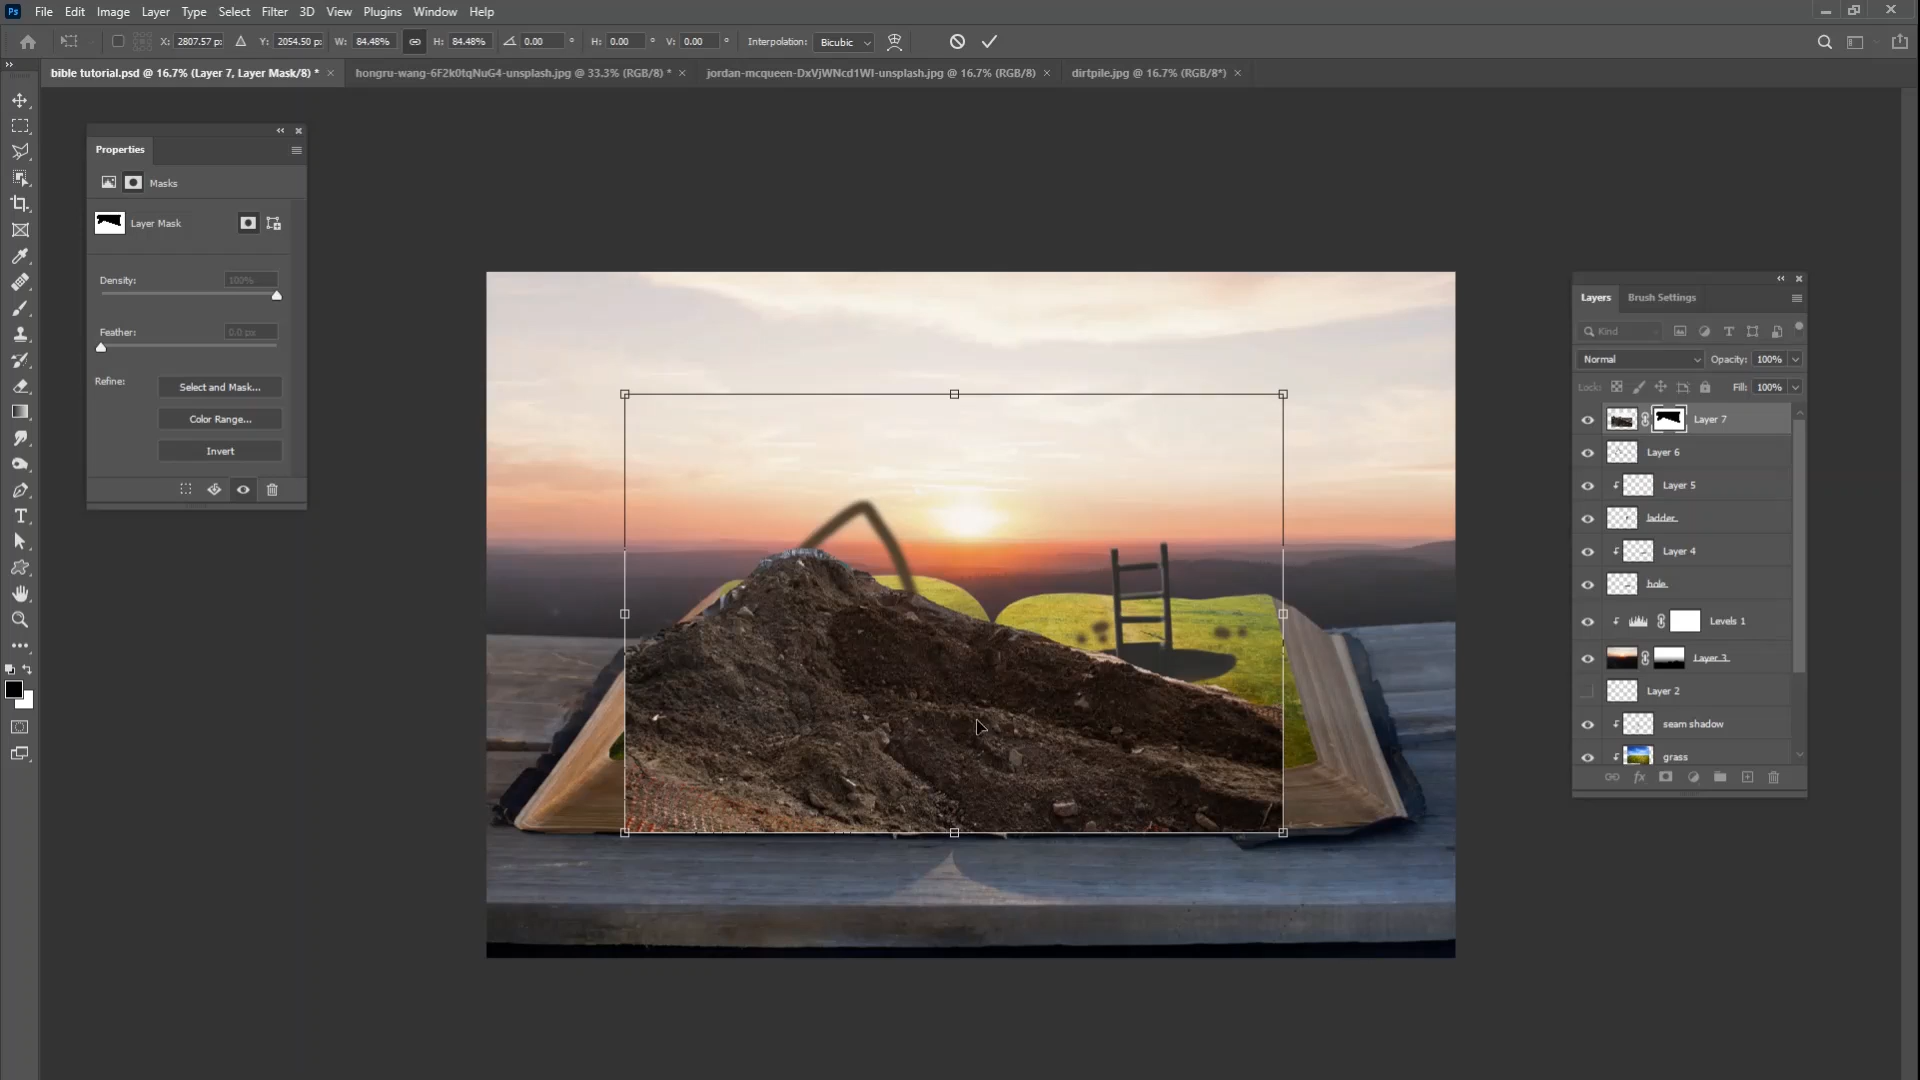 Ps File Edit Image Layer Type Select Filter 3D View Plugins Window Help
X: 2807.57 p: Y: 2054.50 p: W: 84.48% H: 84.48% 0.00 ° H: 0.00 ° V: 0.00 ° Interpolation: Bicubic
bible tutorial.psd @ 16.7% (Layer 7, Layer Mask/8) * × hongru-wang-6F2k0tqNuG4-unsplash.jpg @ 33.3% (RGB/8) * × jordan-mcqueen-DxVjWNcd1WI-unsplash.jpg @ 16.7% (RGB/8) × dirtpile.jpg @ 16.7% (RGB/8*) ×
Properties
Masks
Layer Mask
Density: 100%
Feather: 0.0 px
Refine: Select and Mask...
Color Range...
Invert
Layers Brush Settings
Kind
Normal Opacity: 100%
Lock: Fill: 100%
Layer 7
Layer 6
Layer 5
ladder
Layer 4
hole
Levels 1
Layer 3
Layer 2
seam shadow
grass